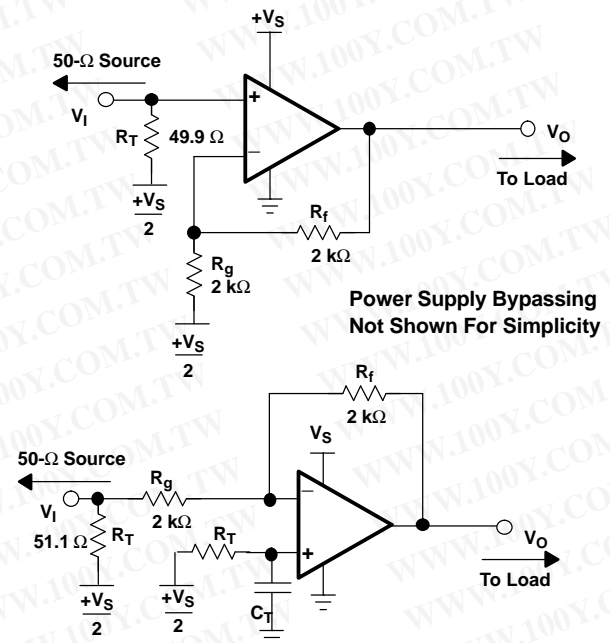 +VS
50-Ω Source
VI
RT
49.9 Ω
+VS
2
+
−
VO
To Load
Rf
2 kΩ
Rg
2 kΩ
+VS
2
Power Supply Bypassing
Not Shown For Simplicity
Rf
2 kΩ
50-Ω Source
VS
Rg
2 kΩ
VI
51.1 Ω
RT
RT
−
+
VO
To Load
+VS
2
+VS
2
CT
WWW.100Y.COM.TW